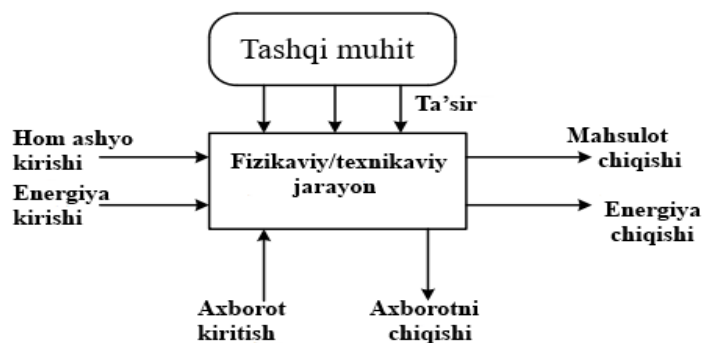 Tashqi muhit
Ta’sir
Hom ashyo
kirishi
Energiya
kirishi
Fizikaviy/texnikaviy
jarayon
Mahsulot
chiqishi
Energiya
chiqishi
Axborot
kiritish
Axborotni
chiqishi